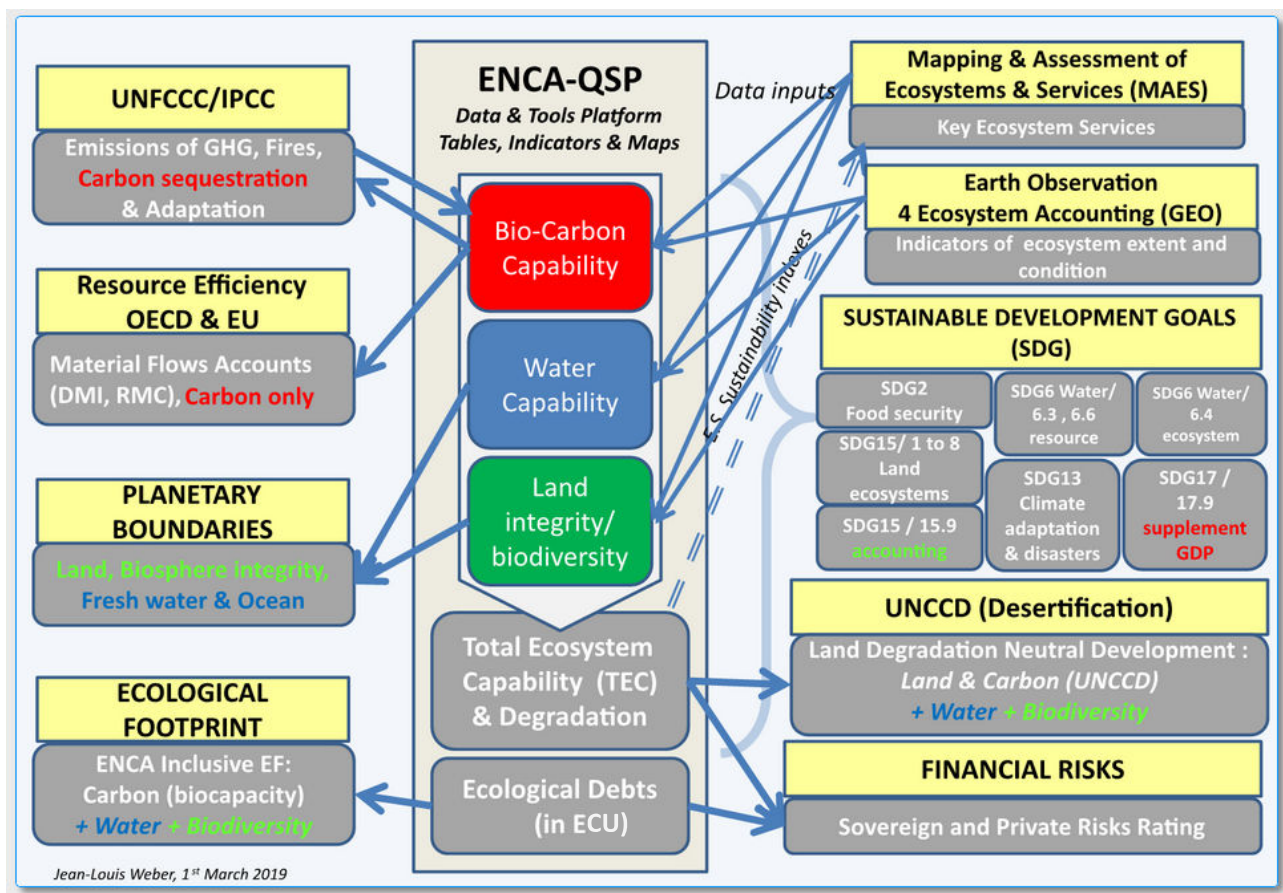 UNFCCC/IPCC
Emissions of GHG, Fires,
Carbon sequestration
& Adaptation
Resource Efficiency
OECD & EU
Material Flows Accounts
(DMI, RMC), Carbon only
PLANETARY
BOUNDARIES
Land, Biosphere integrity,
Fresh water & Ocean
ECOLOGICAL
FOOTPRINT
ENCA Inclusive EF:
Carbon (biocapacity)
+ Water + Biodiversity
Jean-Louis Weber, 1st March 2019
ENCA-QSP
Data & Tools Platform
Tables, Indicators & Maps
Bio-Carbon
Capability
Water
Capability
Land
integrity/
biodiversity
Total Ecosystem
Capability (TEC)
& Degradation
Ecological Debts
(in ECU)
Data inputs
E.S. Sustainability indexes
Mapping & Assessment of
Ecosystems & Services (MAES)
Key Ecosystem Services
Earth Observation
4 Ecosystem Accounting (GEO)
Indicators of ecosystem extent and
condition
SUSTAINABLE DEVELOPMENT GOALS
(SDG)
SDG2
Food security
SDG6 Water/
6.3 , 6.6
resource
SDG6 Water/
6.4
ecosystem
SDG15/ 1 to 8
Land
ecosystems
SDG15 / 15.9
accounting
SDG13
Climate
adaptation
& disasters
SDG17 /
17.9
supplement
GDP
UNCCD (Desertification)
Land Degradation Neutral Development :
Land & Carbon (UNCCD)
+ Water + Biodiversity
FINANCIAL RISKS
Sovereign and Private Risks Rating